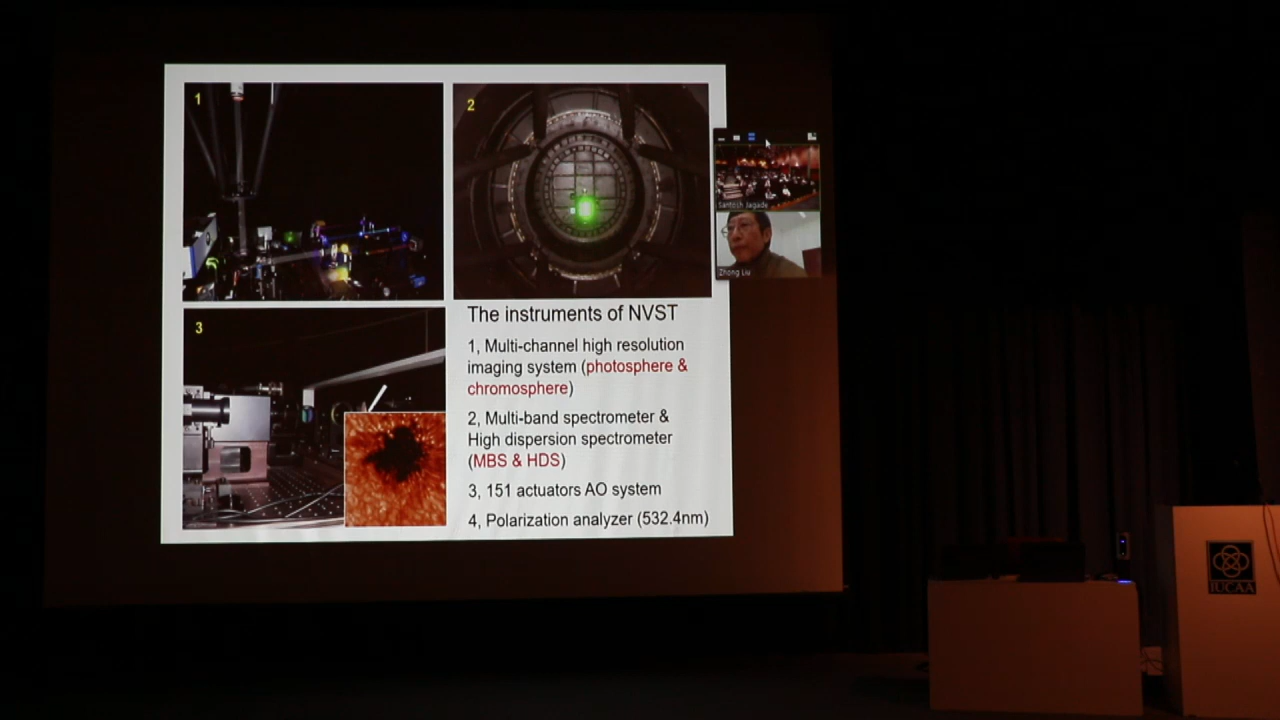 1
2
3
The instruments of NVST
1, Multi-channel high resolution
imaging system (photosphere &
chromosphere)
2, Multi-band spectrometer &
High dispersion spectrometer
(MBS & HDS)
3, 151 actuators AO system
4, Polarization analyzer (532.4nm)
Santosh Jagade
Zhong Liu
IUCAA